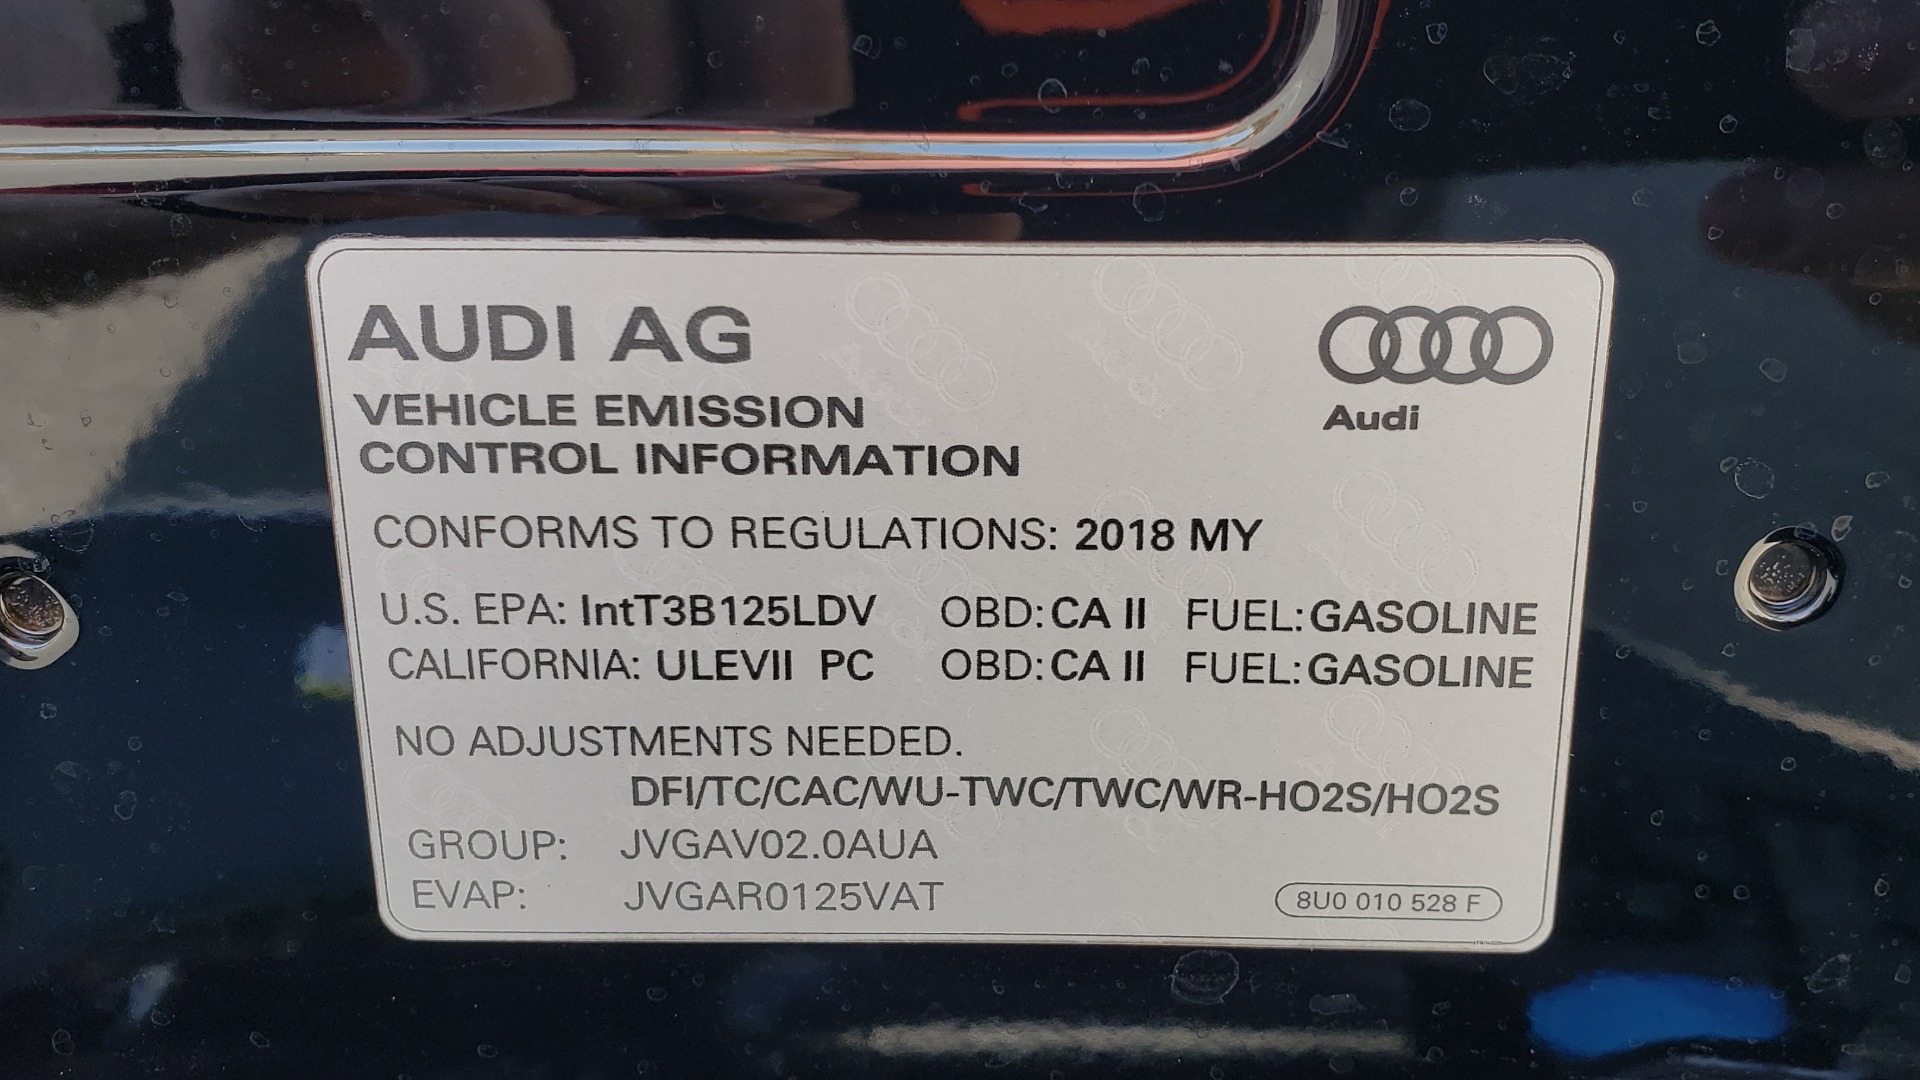 AUDI AG
Audi
VEHICLE EMISSION
CONTROL INFORMATION
CONFORMS TO REGULATIONS: 2018 MY
U.S. EPA: IntT3B125LDV OBD: CA II FUEL: GASOLINE
CALIFORNIA: ULEVII PC OBD: CA II FUEL: GASOLINE
NO ADJUSTMENTS NEEDED.
DFI/TC/CAC/WU-TWC/TWC/WR-HO2S/HO2S
GROUP: JVGAV02.0AUA
EVAP: JVGAR0125VAT
8U0 010 528 F